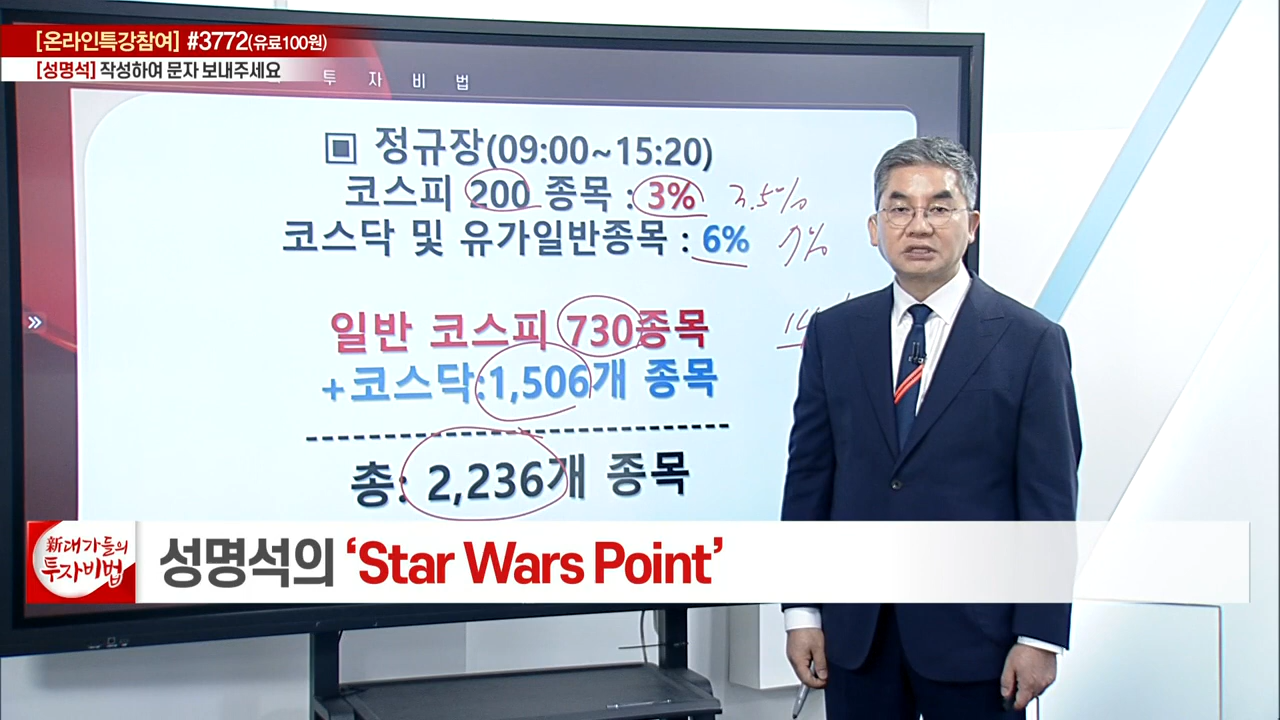 [온라인특강참여] #3772(유료100원)
[성명석] 작성하여 문자 보내주세요
투자비법
▣ 정규장(09:00~15:20)
코스피 200 종목 : 3% 3.5%
코스닥 및 유가일반종목 : 6% 7%
일반 코스피 730종목
+코스닥:1,506개 종목
총: 2,236개 종목
新대가들의
투자비법
성명석의 ‘Star Wars Point’